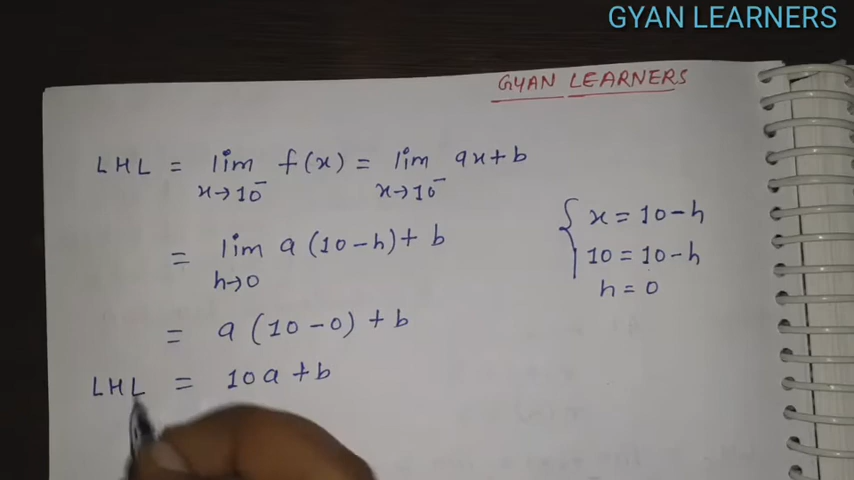 GYAN LEARNERS
GYAN LEARNERS
LHL = lim f(x) = lim ax+b
x→10⁻ x→10⁻
= lim a(10-h)+b
h→0
{ x = 10-h
10 = 10-h
h = 0
= a(10-0)+b
LHL = 10a+b